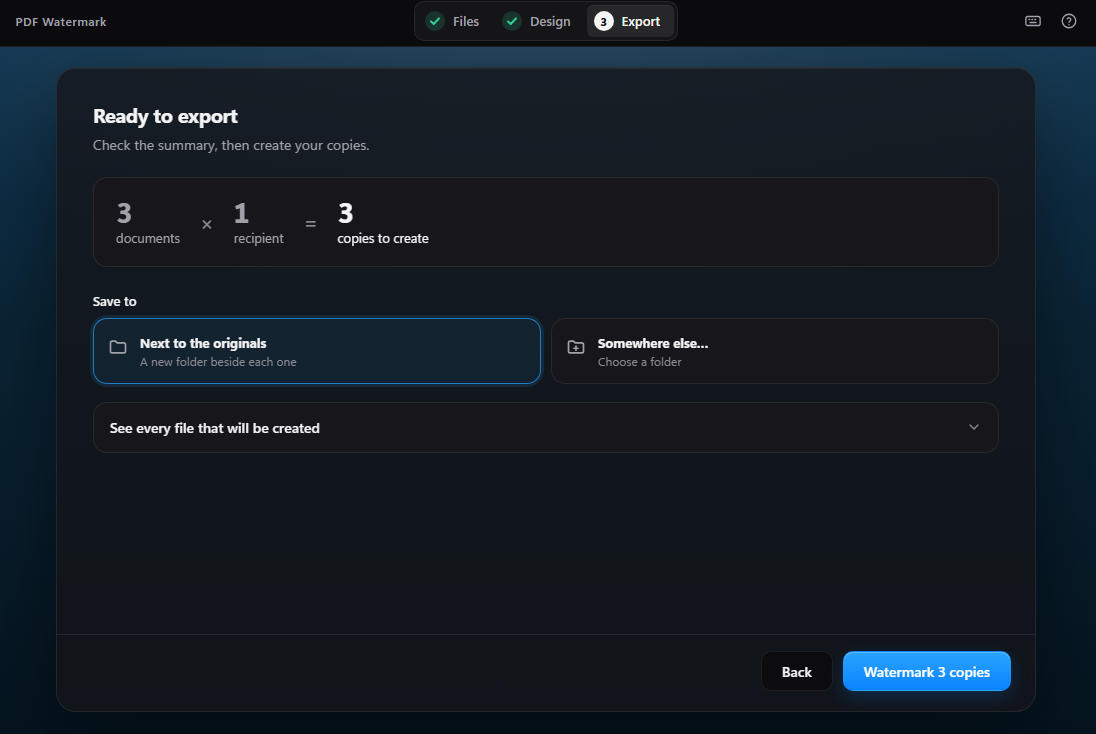 PDF Watermark
Files
Design
3 Export
Ready to export
Check the summary, then create your copies.
3 × 1 = 3
documents recipient copies to create
Save to
Next to the originals
A new folder beside each one
Somewhere else...
Choose a folder
See every file that will be created
Back
Watermark 3 copies